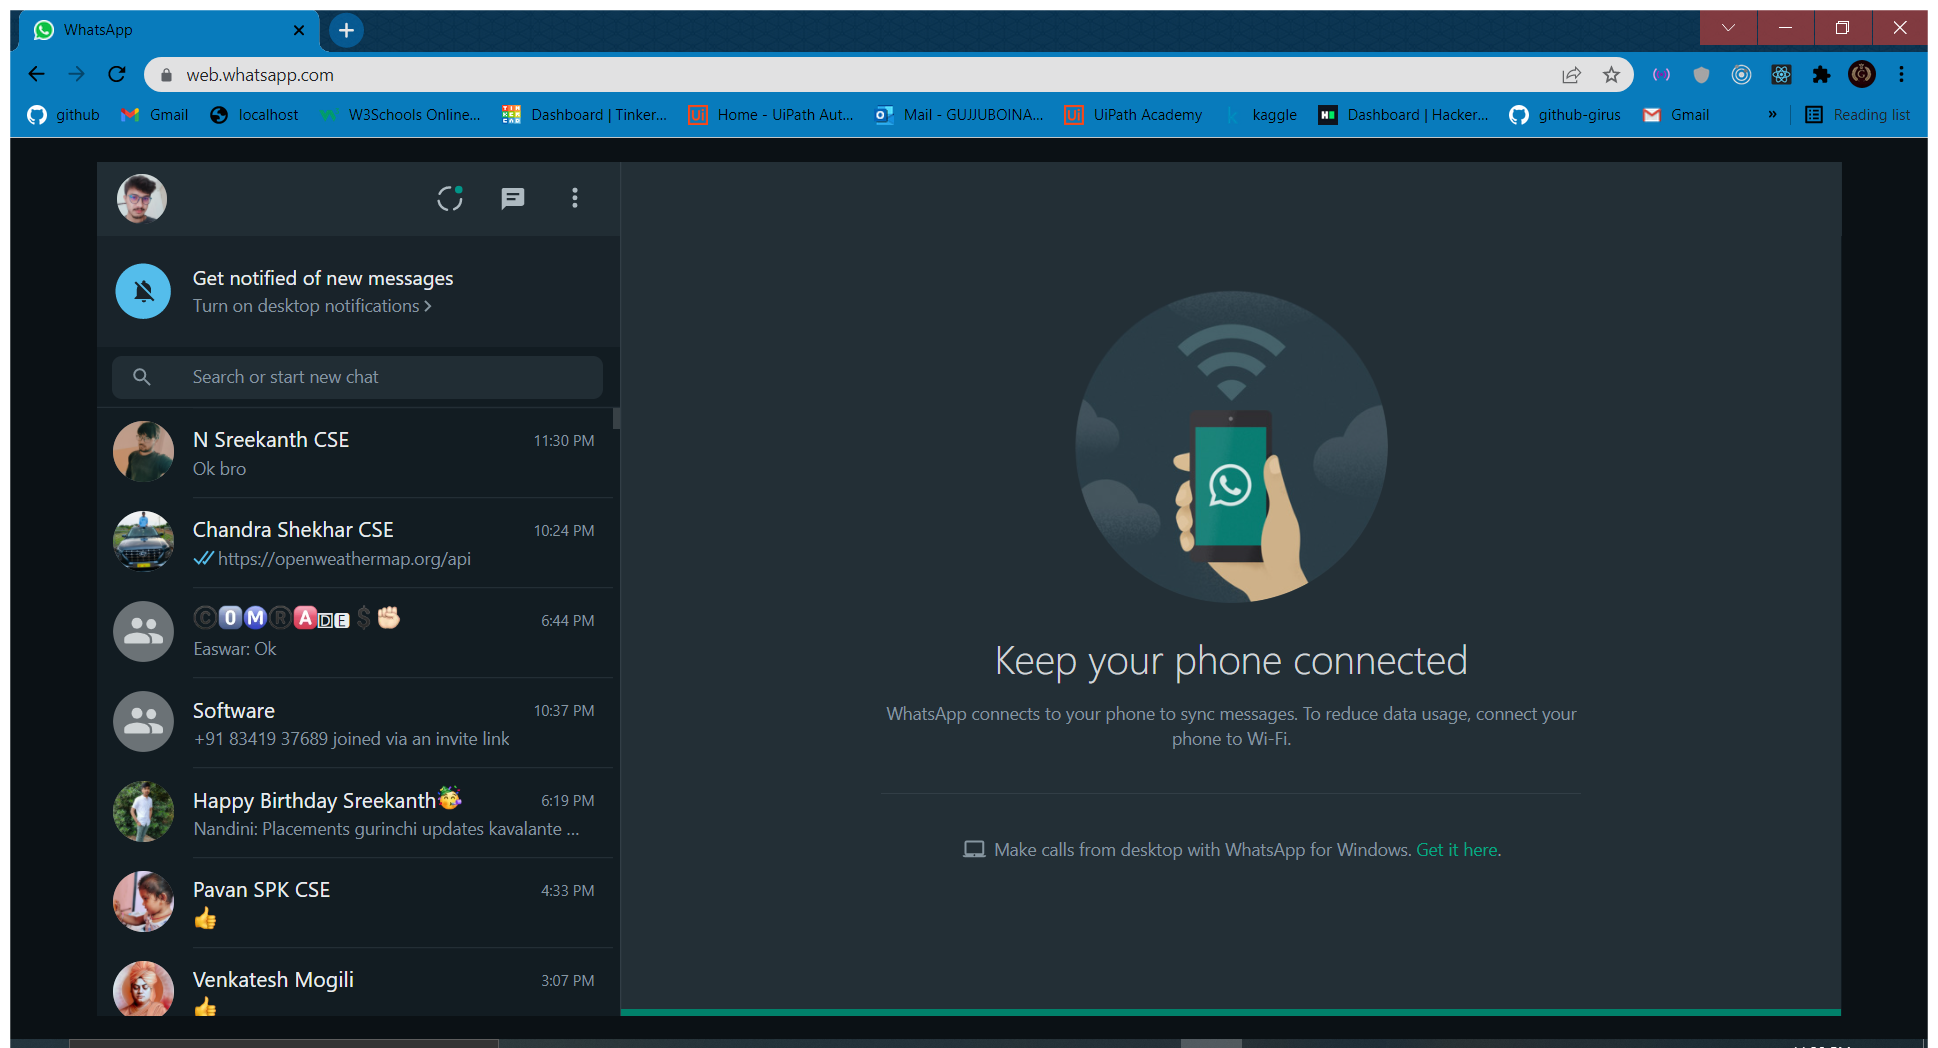 WhatsApp
web.whatsapp.com
github Gmail localhost W3Schools Online... Dashboard | Tinker... Home - UiPath Aut... Mail - GUJJUBOINA... UiPath Academy kaggle Dashboard | Hacker... github-girus Gmail » Reading list
Get notified of new messages
Turn on desktop notifications >
Search or start new chat
N Sreekanth CSE 11:30 PM
Ok bro
Chandra Shekhar CSE 10:24 PM
https://openweathermap.org/api
©🅾Ⓜ®🅰🄳🄴$✊🏻 6:44 PM
Easwar: Ok
Software 10:37 PM
+91 83419 37689 joined via an invite link
Happy Birthday Sreekanth🥳 6:19 PM
Nandini: Placements gurinchi updates kavalante ...
Pavan SPK CSE 4:33 PM
👍
Venkatesh Mogili 3:07 PM
👍
Keep your phone connected
WhatsApp connects to your phone to sync messages. To reduce data usage, connect your
phone to Wi-Fi.
Make calls from desktop with WhatsApp for Windows. Get it here.